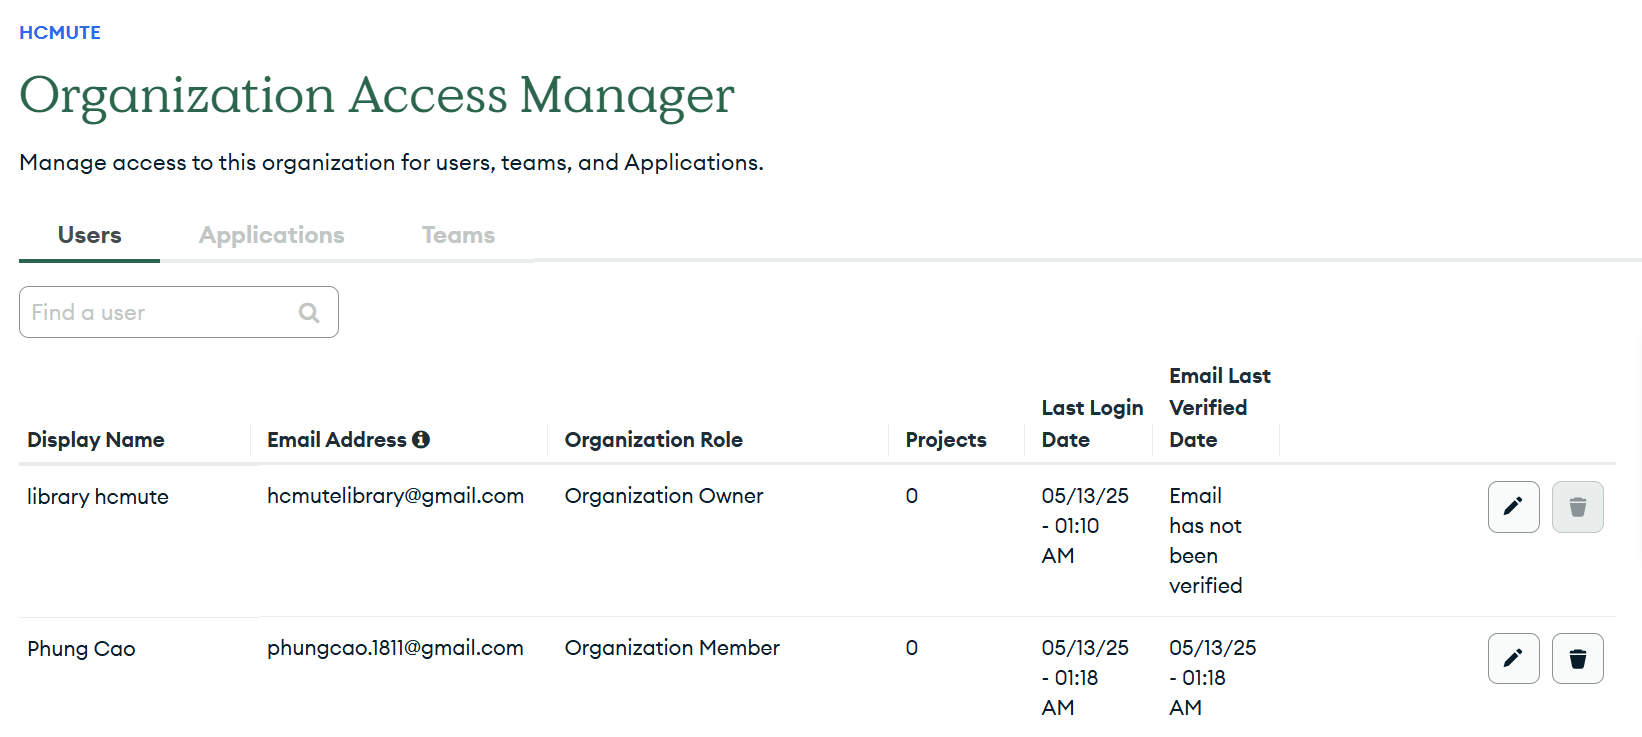 HCMUTE
Organization Access Manager
Manage access to this organization for users, teams, and Applications.
Users Applications Teams
Find a user
Display Name Email Address Organization Role Projects Last Login Date Email Last Verified Date
library hcmute hcmutelibrary@gmail.com Organization Owner 0 05/13/25 - 01:10 AM Email has not been verified
Phung Cao phungcao.1811@gmail.com Organization Member 0 05/13/25 - 01:18 AM 05/13/25 - 01:18 AM